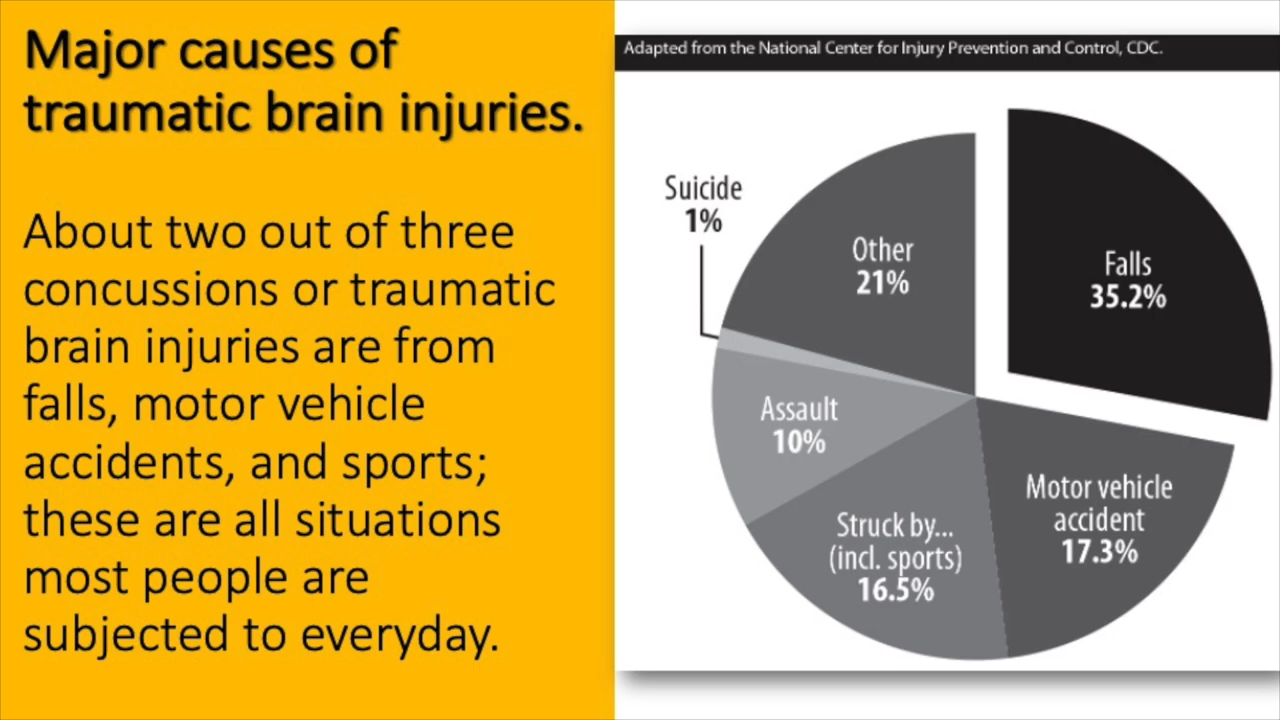 Major causes of
traumatic brain injuries.
About two out of three
concussions or traumatic
brain injuries are from
falls, motor vehicle
accidents, and sports;
these are all situations
most people are
subjected to everyday.
Adapted from the National Center for Injury Prevention and Control, CDC.
Suicide
1%
Other
21%
Falls
35.2%
Assault
10%
Motor vehicle
accident
17.3%
Struck by...
(incl. sports)
16.5%